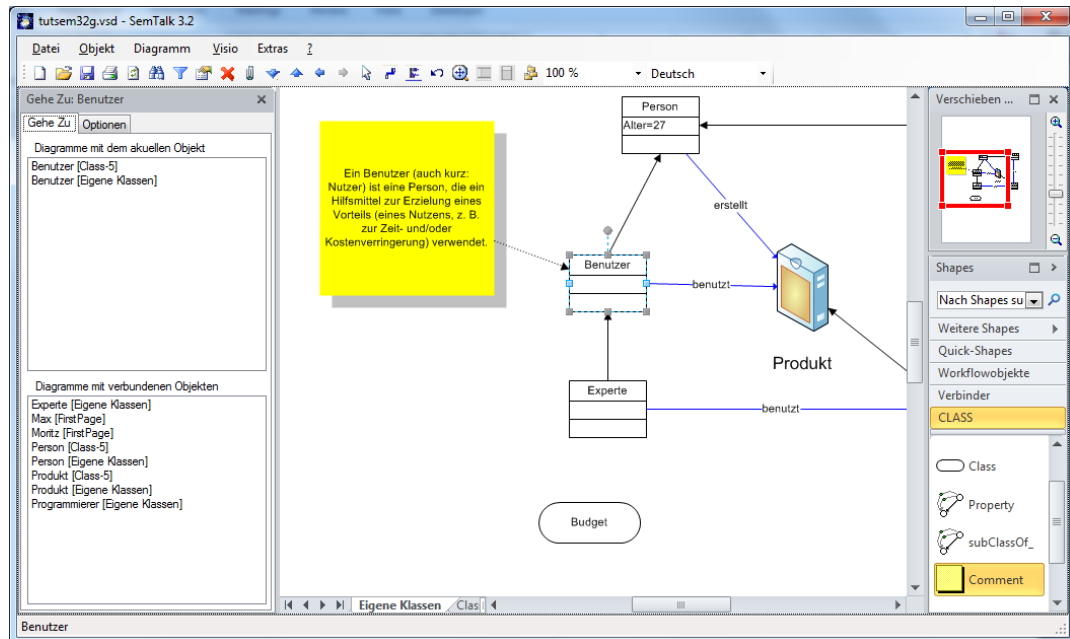 tutsem32g.vsd - SemTalk 3.2
Datei Objekt Diagramm Visio Extras ?
100 % Deutsch
Gehe Zu: Benutzer
Gehe Zu Optionen
Diagramme mit dem akuellen Objekt
Benutzer [Class-5]
Benutzer [Eigene Klassen]
Diagramme mit verbundenen Objekten
Experte [Eigene Klassen]
Max [FirstPage]
Moritz [FirstPage]
Person [Class-5]
Person [Eigene Klassen]
Produkt [Class-5]
Produkt [Eigene Klassen]
Programmierer [Eigene Klassen]
Person
Alter=27
Ein Benutzer (auch kurz:
Nutzer) ist eine Person, die ein
Hilfsmittel zur Erzielung eines
Vorteils (eines Nutzens, z. B.
zur Zeit- und/oder
Kostenverringerung) verwendet.
erstellt
Benutzer
benutzt
Produkt
Experte
benutzt
Budget
Eigene Klassen Clas
Verschieben ...
Shapes
Nach Shapes su
Weitere Shapes
Quick-Shapes
Workflowobjekte
Verbinder
CLASS
Class
Property
subClassOf_
Comment
Benutzer